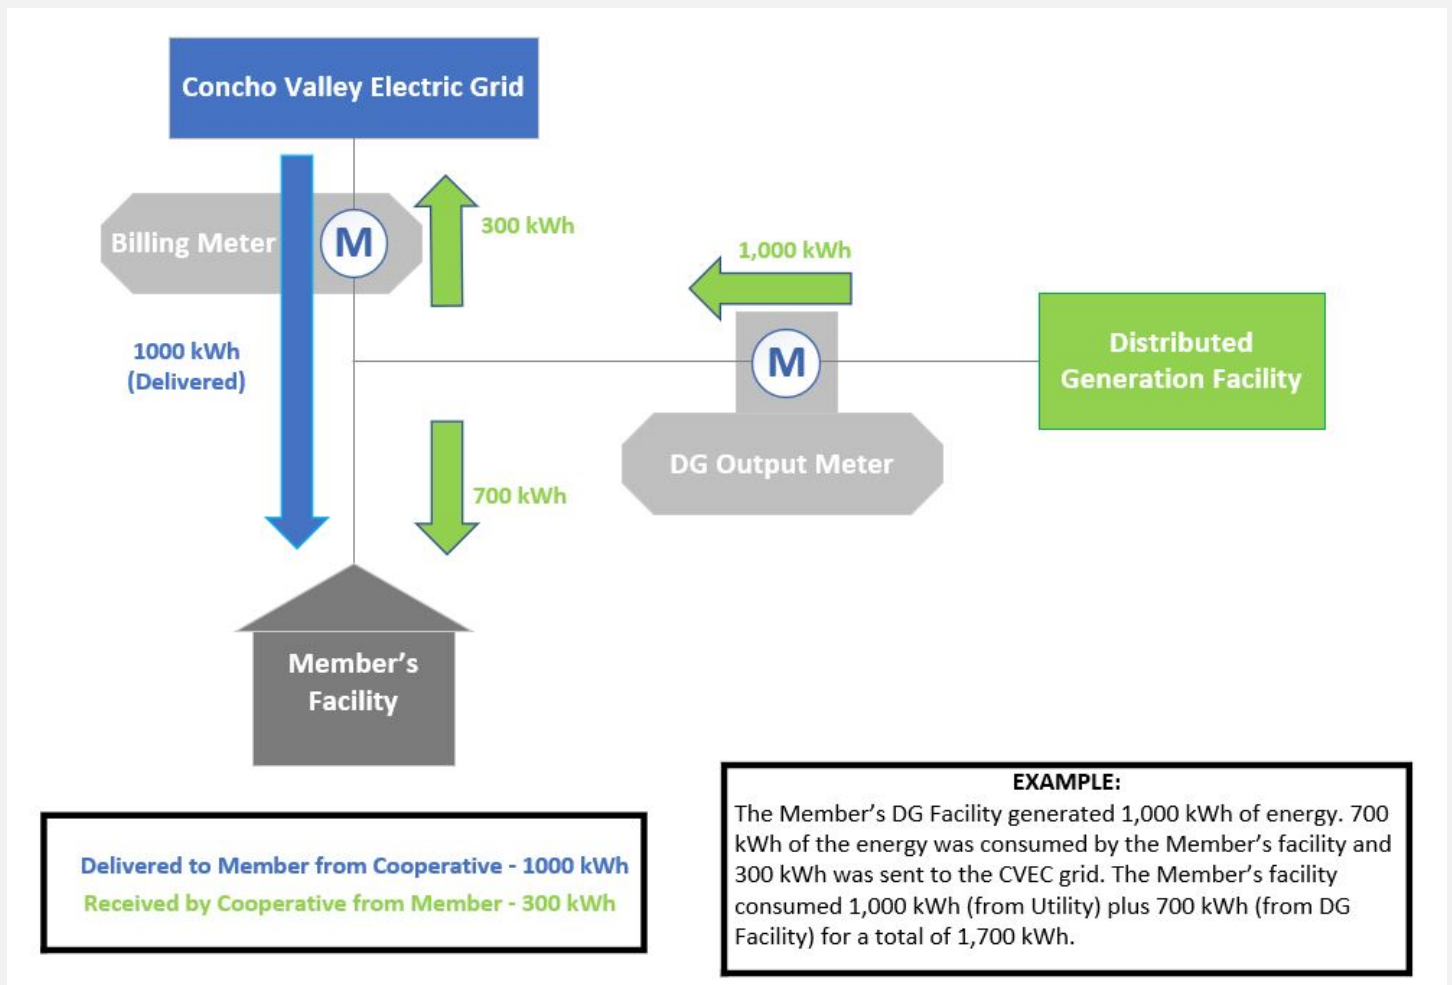 Concho Valley Electric Grid
Billing Meter
M
300 kWh
1,000 kWh
1000 kWh
(Delivered)
M
Distributed
Generation Facility
DG Output Meter
700 kWh
Member’s
Facility
Delivered to Member from Cooperative - 1000 kWh
Received by Cooperative from Member - 300 kWh
EXAMPLE:
The Member’s DG Facility generated 1,000 kWh of energy. 700
kWh of the energy was consumed by the Member’s facility and
300 kWh was sent to the CVEC grid. The Member’s facility
consumed 1,000 kWh (from Utility) plus 700 kWh (from DG
Facility) for a total of 1,700 kWh.